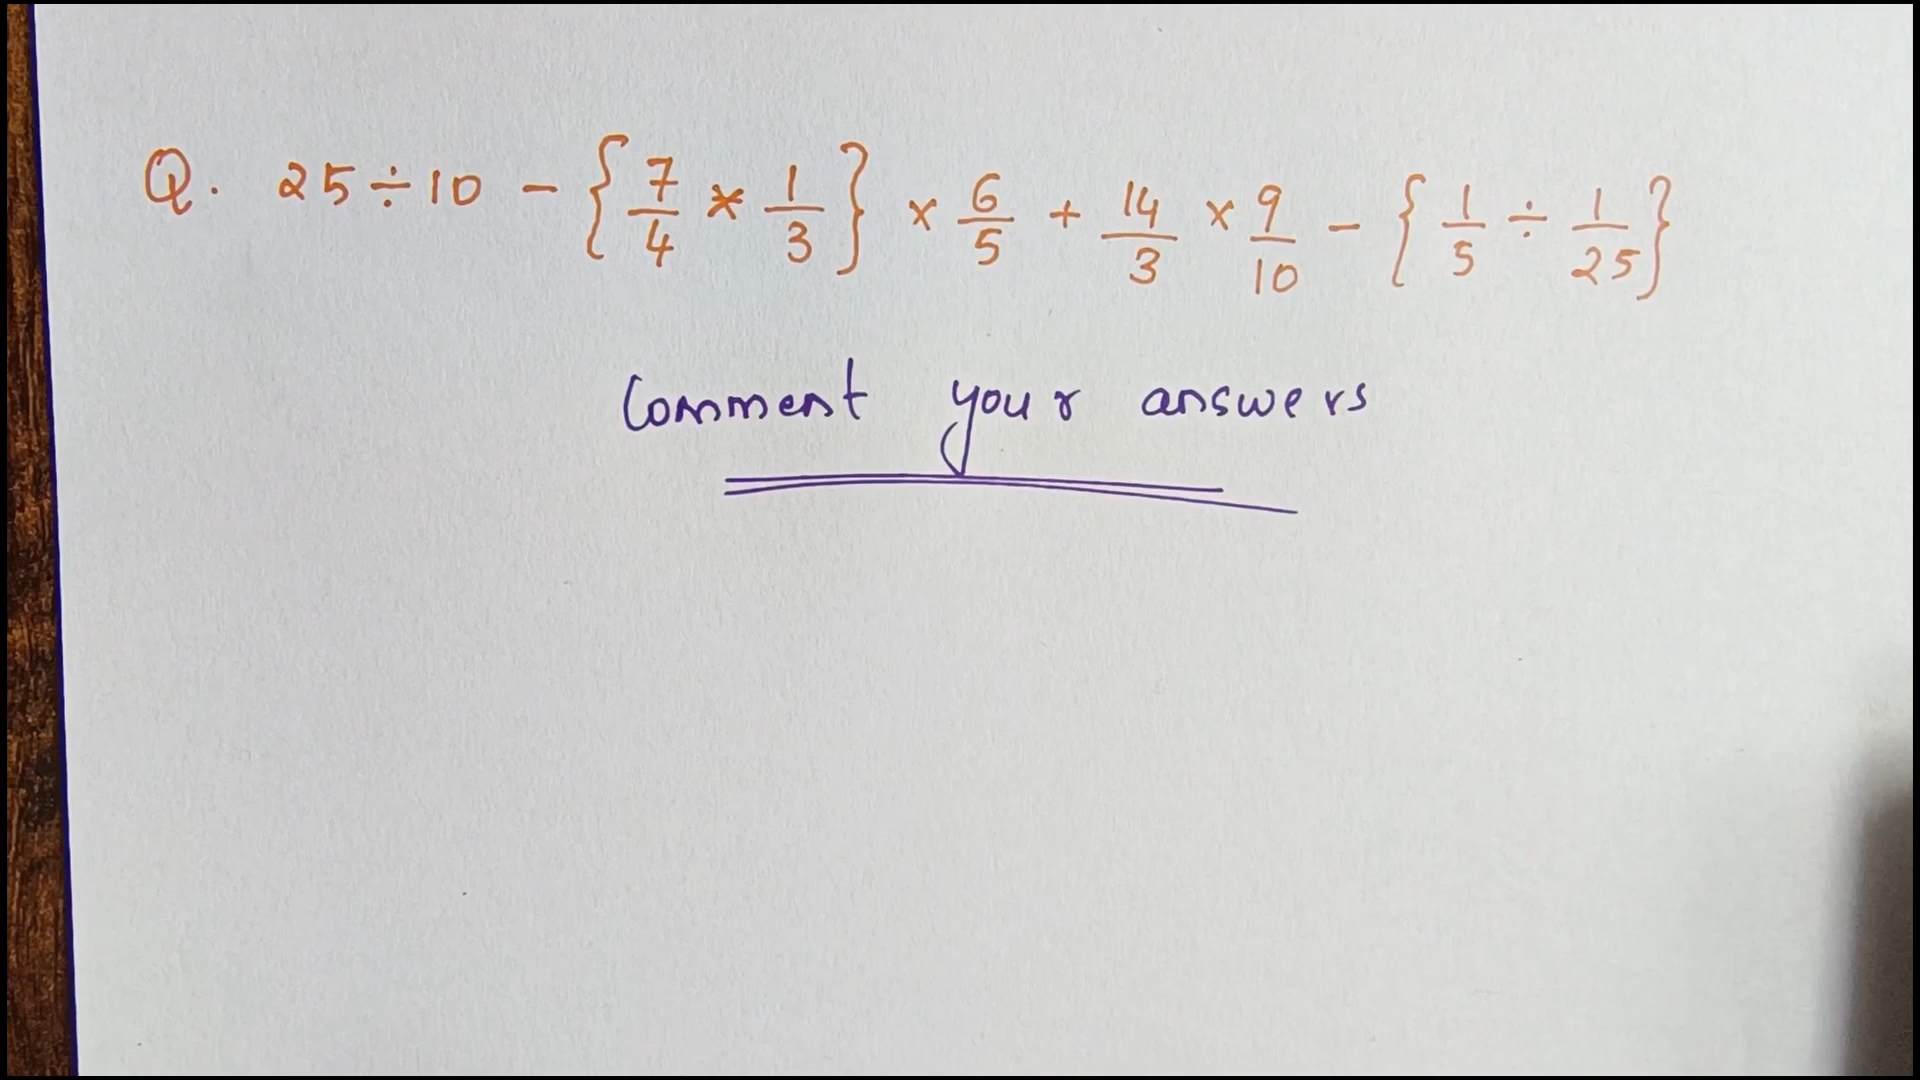 Q. 25 ÷ 10 - {7/4 * 1/3} × 6/5 + 14/3 × 9/10 - {1/5 ÷ 1/25}
Comment your answers